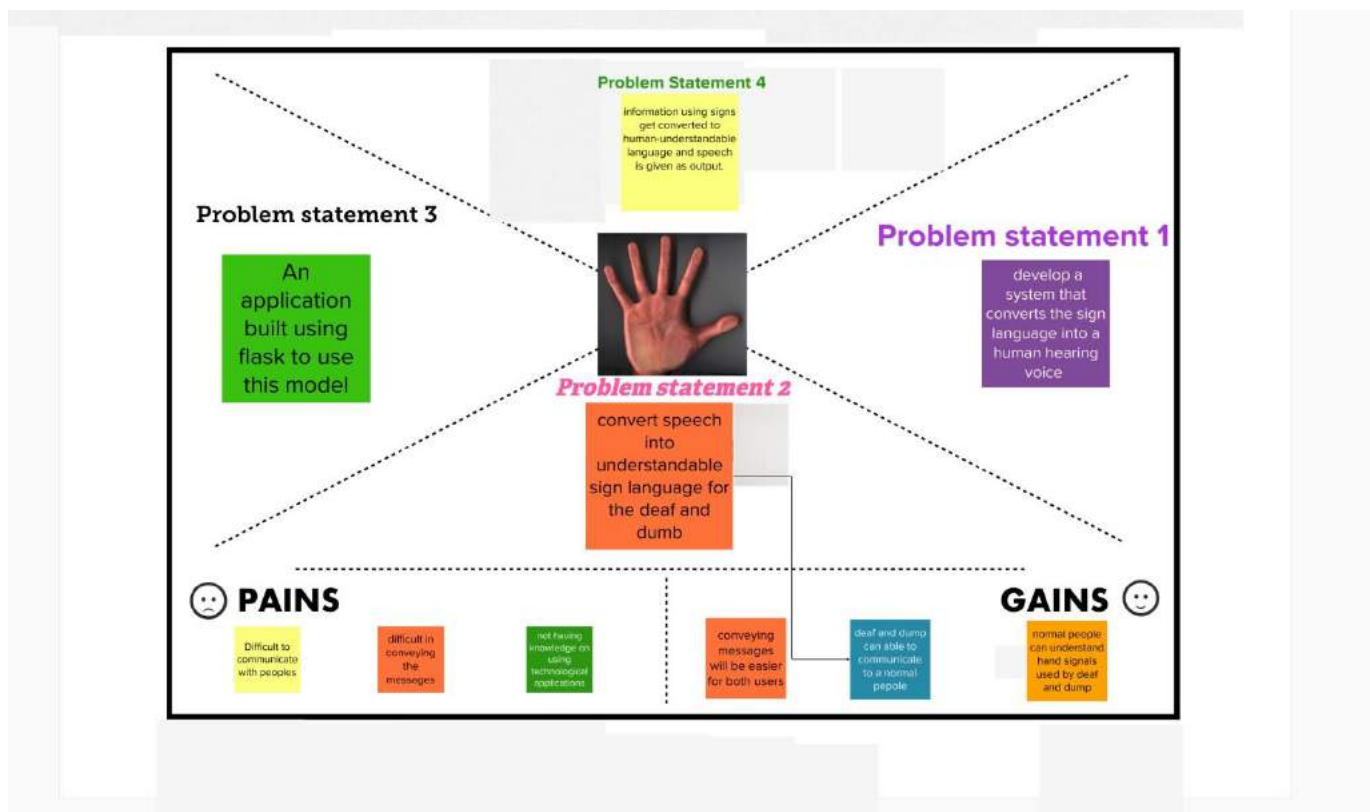 Problem Statement 4
information using signs
get converted to
human-understandable
language and speech
is given as output.
Problem statement 3
An
application
built using
flask to use
this model
Problem statement 1
develop a
system that
converts the sign
language into a
human hearing
voice
Problem statement 2
convert speech
into
understandable
sign language for
the deaf and
dumb
PAINS
Difficult to
communicate
with peoples
difficult in
conveying
the
messages
not having
knowledge on
using
technological
applications
GAINS
conveying
messages
will be easier
for both users
deaf and dump
can able to
communicate
to a normal
pepole
normal people
can understand
hand signals
used by deaf
and dump